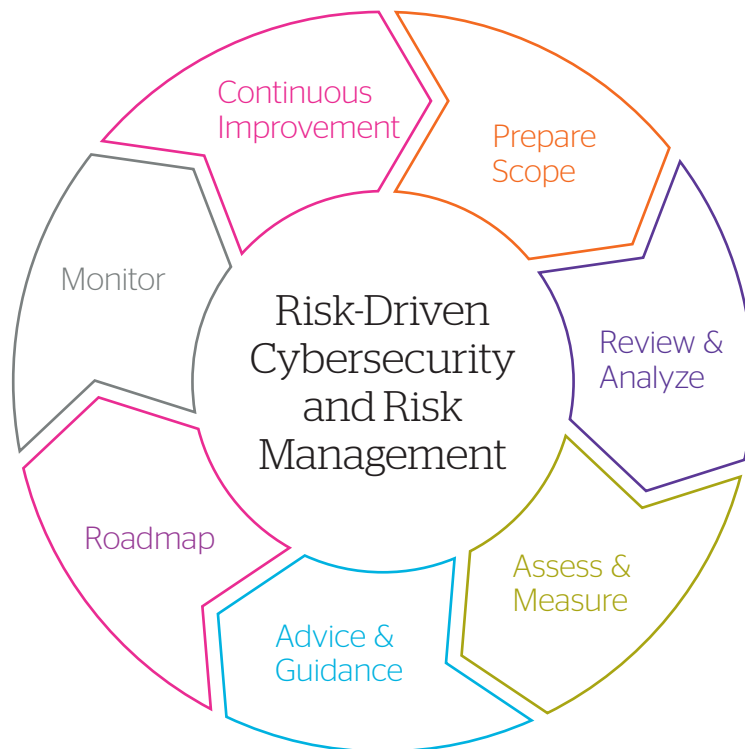 Continuous
Improvement
Prepare
Scope
Review &
Analyze
Assess &
Measure
Advice &
Guidance
Roadmap
Monitor
Risk-Driven
Cybersecurity
and Risk
Management